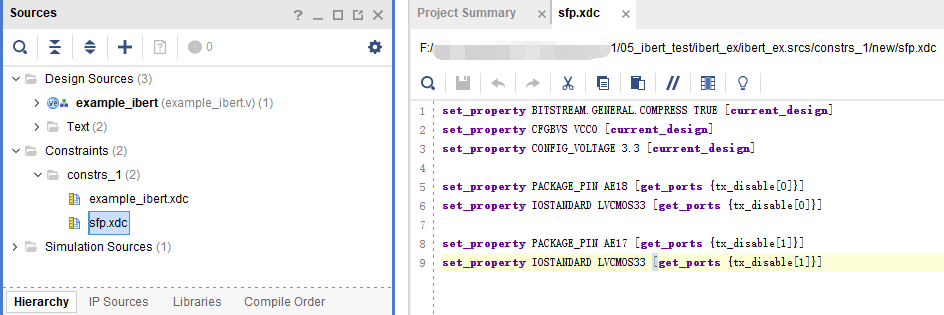 Sources
0
Design Sources (3)
example_ibert (example_ibert.v) (1)
Text (2)
Constraints (2)
constrs_1 (2)
example_ibert.xdc
sfp.xdc
Simulation Sources (1)
Hierarchy IP Sources Libraries Compile Order
Project Summary sfp.xdc
F:/ 1/05_ibert_test/ibert_ex/ibert_ex.srcs/constrs_1/new/sfp.xdc
1 set_property BITSTREAM.GENERAL.COMPRESS TRUE [current_design]
2 set_property CFGBVS VCCO [current_design]
3 set_property CONFIG_VOLTAGE 3.3 [current_design]
4
5 set_property PACKAGE_PIN AE18 [get_ports {tx_disable[0]}]
6 set_property IOSTANDARD LVCMOS33 [get_ports {tx_disable[0]}]
7
8 set_property PACKAGE_PIN AE17 [get_ports {tx_disable[1]}]
9 set_property IOSTANDARD LVCMOS33 [get_ports {tx_disable[1]}]